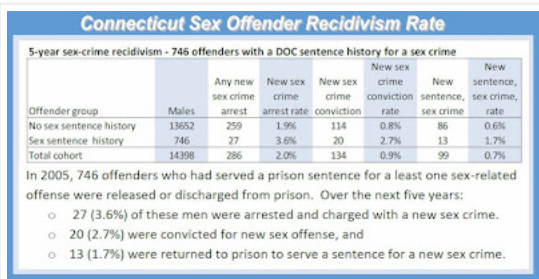 Connecticut Sex Offender Recidivism Rate
5-year sex-crime recidivism - 746 offenders with a DOC sentence history for a sex crime
New sex New
Any new New sex New sex crime New sentence,
sex crime crime crime conviction sentence, sex crime,
Offender group Males arrest arrest rate conviction rate sex crime rate
No sex sentence history 13652 259 1.9% 114 0.8% 86 0.6%
Sex sentence history 746 27 3.6% 20 2.7% 13 1.7%
Total cohort 14398 286 2.0% 134 0.9% 99 0.7%
In 2005, 746 offenders who had served a prison sentence for a least one sex-related
offense were released or discharged from prison. Over the next five years:
○ 27 (3.6%) of these men were arrested and charged with a new sex crime.
○ 20 (2.7%) were convicted for new sex offense, and
○ 13 (1.7%) were returned to prison to serve a sentence for a new sex crime.